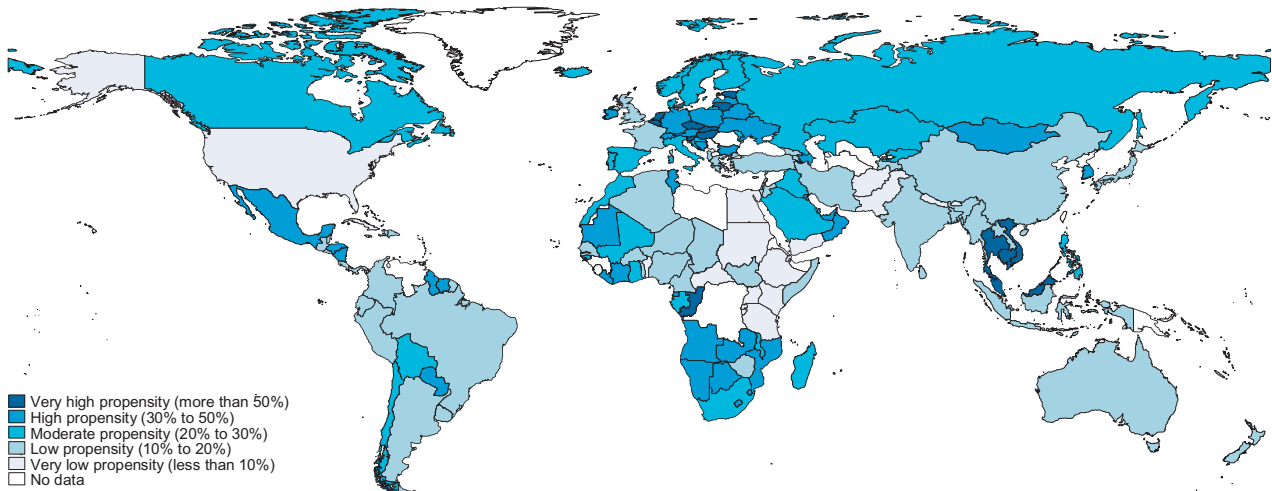 Very high propensity (more than 50%)
High propensity (30% to 50%)
Moderate propensity (20% to 30%)
Low propensity (10% to 20%)
Very low propensity (less than 10%)
No data